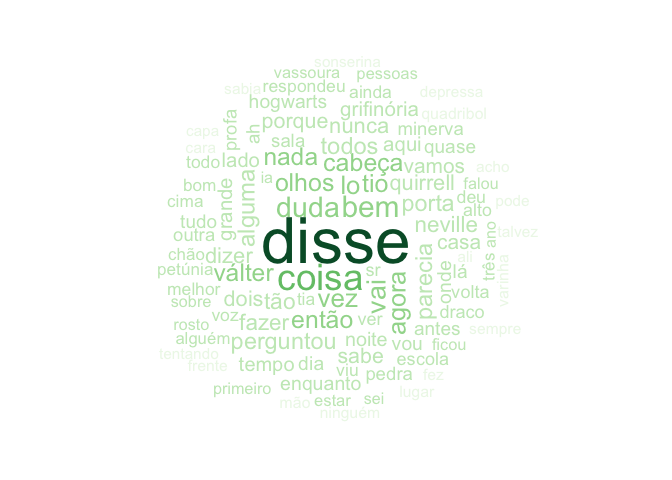 sonserina
vassoura pessoas
sabia respondeu ainda depressa
hogwarts grifinória quadribol
capa profa ah porque nunca minerva
cara sala todos aqui quase
todo lado nada cabeça vamos acho
bom ia olhos lo tio quirrell falou
cima grande alguma duda bem porta deu pode
tudo alto
outra disse neville talvez
chão dizer casa três ano
petúnia válter coisa sr parecia onde lá ali
melhor vai agora volta varinha
sobre dois tão tia vez draco
rosto voz fazer então ver antes sempre
alguém perguntou noite vou ficou
tentando sabe escola
frente tempo dia viu pedra fez
primeiro enquanto lugar
mão estar sei
ninguém